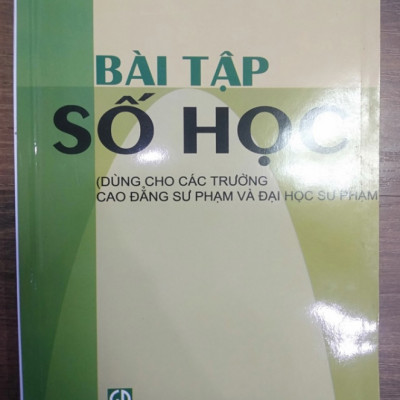 BÀI TẬP
SỐ HỌC
(DÙNG CHO CÁC TRƯỜNG
CAO ĐẲNG SƯ PHẠM VÀ ĐẠI HỌC SƯ PHẠM